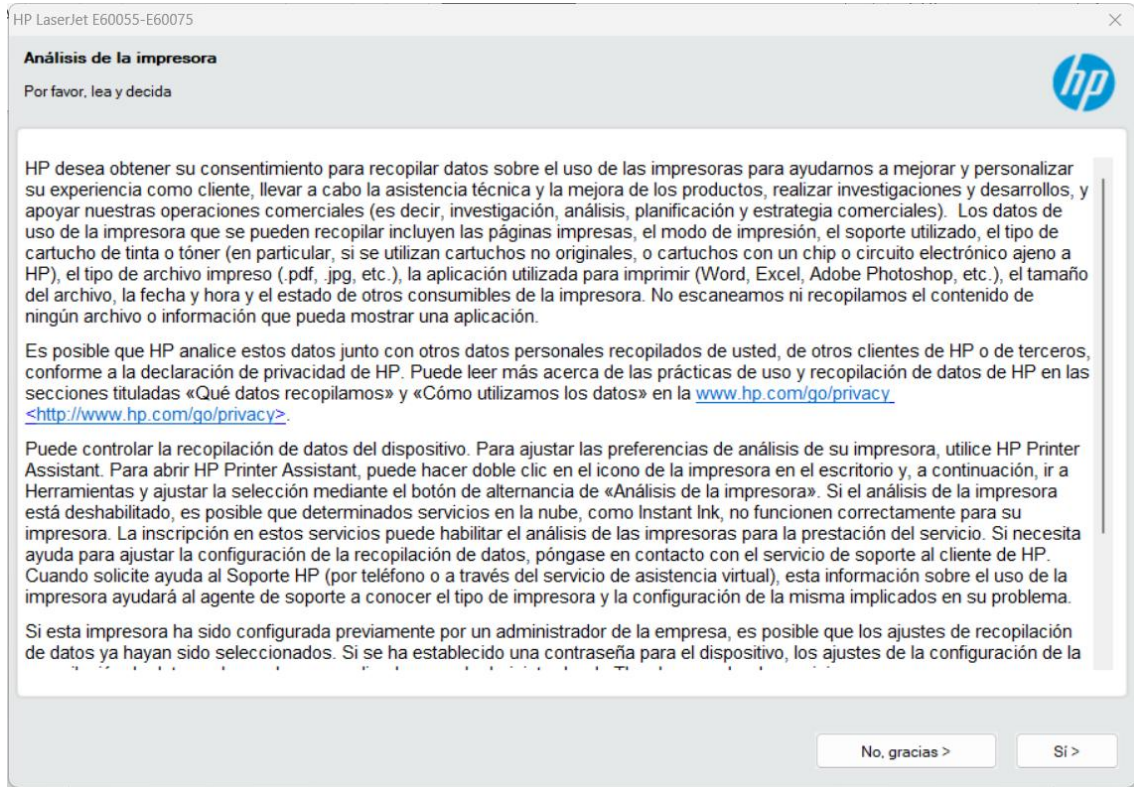 HP LaserJet E60055-E60075
Análisis de la impresora
Por favor, lea y decida
hp
HP desea obtener su consentimiento para recopilar datos sobre el uso de las impresoras para ayudarnos a mejorar y personalizar
su experiencia como cliente, llevar a cabo la asistencia técnica y la mejora de los productos, realizar investigaciones y desarrollos, y
apoyar nuestras operaciones comerciales (es decir, investigación, análisis, planificación y estrategia comerciales).  Los datos de
uso de la impresora que se pueden recopilar incluyen las páginas impresas, el modo de impresión, el soporte utilizado, el tipo de
cartucho de tinta o tóner (en particular, si se utilizan cartuchos no originales, o cartuchos con un chip o circuito electrónico ajeno a
HP), el tipo de archivo impreso (.pdf, .jpg, etc.), la aplicación utilizada para imprimir (Word, Excel, Adobe Photoshop, etc.), el tamaño
del archivo, la fecha y hora y el estado de otros consumibles de la impresora. No escaneamos ni recopilamos el contenido de
ningún archivo o información que pueda mostrar una aplicación.
Es posible que HP analice estos datos junto con otros datos personales recopilados de usted, de otros clientes de HP o de terceros,
conforme a la declaración de privacidad de HP. Puede leer más acerca de las prácticas de uso y recopilación de datos de HP en las
secciones tituladas «Qué datos recopilamos» y «Cómo utilizamos los datos» en la www.hp.com/go/privacy
<http://www.hp.com/go/privacy>.
Puede controlar la recopilación de datos del dispositivo. Para ajustar las preferencias de análisis de su impresora, utilice HP Printer
Assistant. Para abrir HP Printer Assistant, puede hacer doble clic en el icono de la impresora en el escritorio y, a continuación, ir a
Herramientas y ajustar la selección mediante el botón de alternancia de «Análisis de la impresora». Si el análisis de la impresora
está deshabilitado, es posible que determinados servicios en la nube, como Instant Ink, no funcionen correctamente para su
impresora. La inscripción en estos servicios puede habilitar el análisis de las impresoras para la prestación del servicio. Si necesita
ayuda para ajustar la configuración de la recopilación de datos, póngase en contacto con el servicio de soporte al cliente de HP.
Cuando solicite ayuda al Soporte HP (por teléfono o a través del servicio de asistencia virtual), esta información sobre el uso de la
impresora ayudará al agente de soporte a conocer el tipo de impresora y la configuración de la misma implicados en su problema.
Si esta impresora ha sido configurada previamente por un administrador de la empresa, es posible que los ajustes de recopilación
de datos ya hayan sido seleccionados. Si se ha establecido una contraseña para el dispositivo, los ajustes de la configuración de la
No, gracias >
Sí >